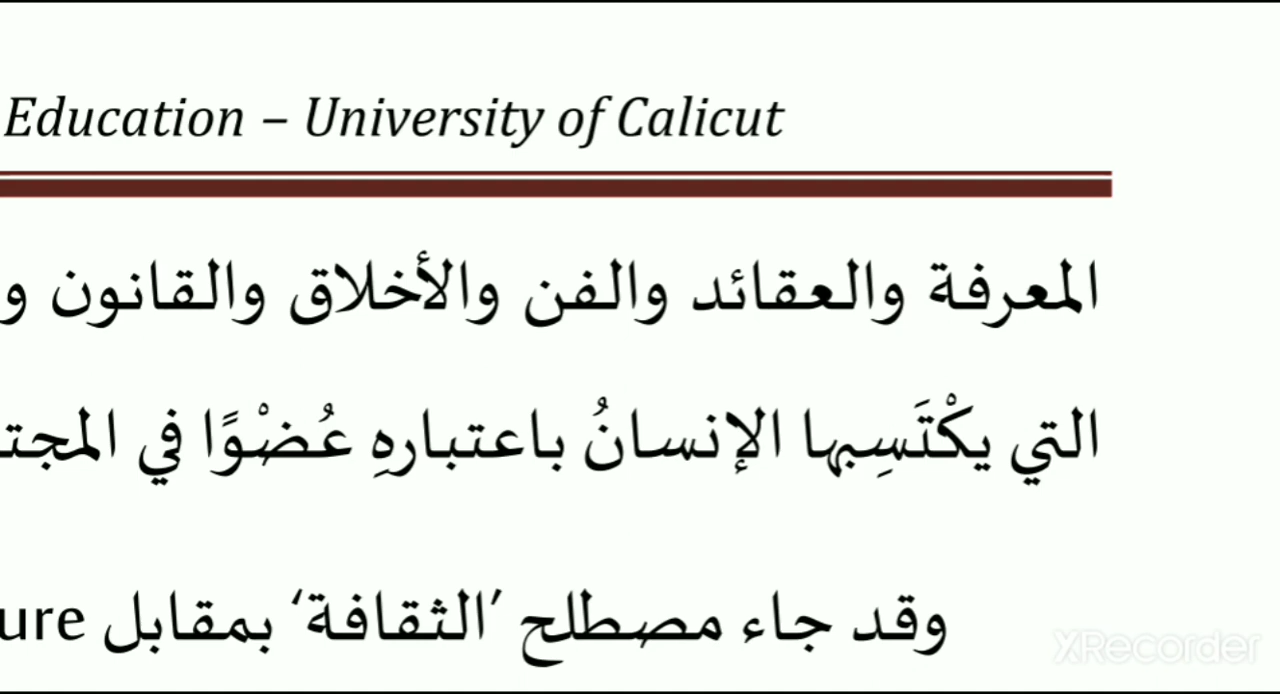 Education – University of Calicut
المعرفة والعقائد والفن والأخلاق والقانون و
التي يكْتَسِبها الإنسانُ باعتبارهِ عُضْوًا في المجتـ
وقد جاء مصطلح ’الثقافة‘ بمقابل ure
XRecorder